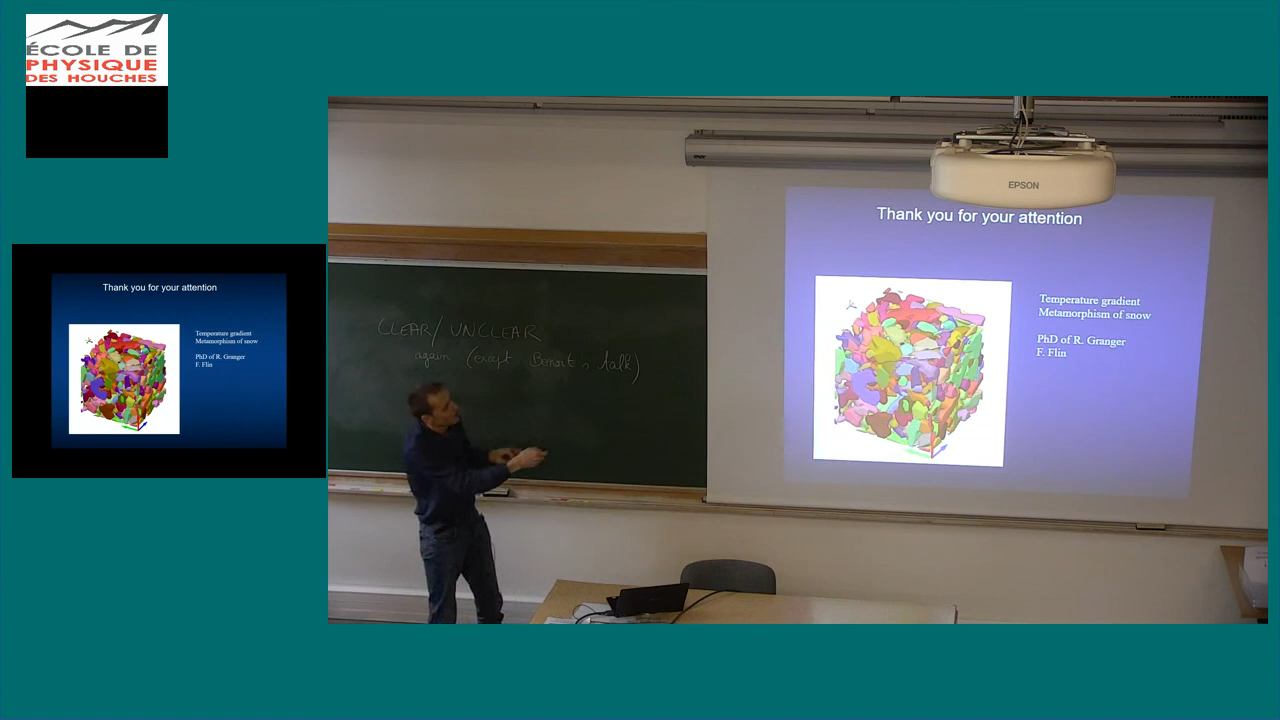 ÉCOLE DE
PHYSIQUE
DES HOUCHES
Thank you for your attention
Temperature gradient
Metamorphism of snow
PhD of R. Granger
F. Flin
CLEAR/UNCLEAR
again (except Benoit's talk)
EPSON
Thank you for your attention
Temperature gradient
Metamorphism of snow
PhD of R. Granger
F. Flin